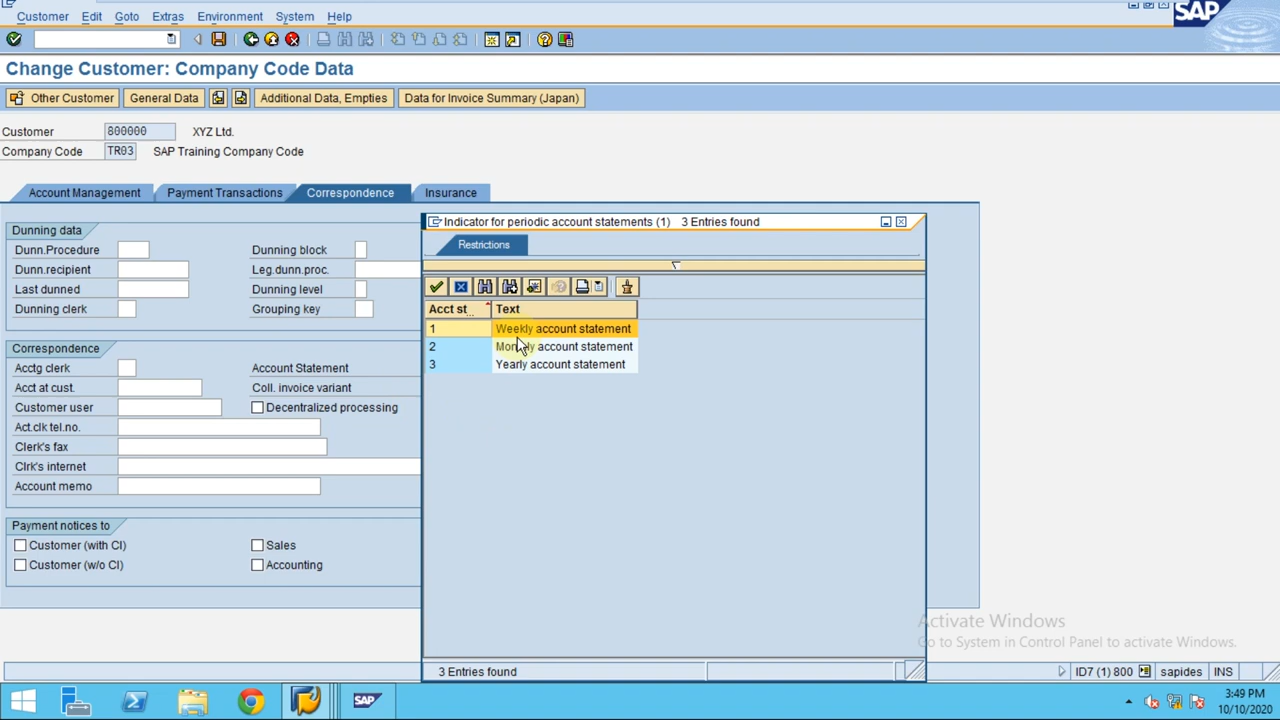 Customer Edit Goto Extras Environment System Help
SAP
Change Customer: Company Code Data
Other Customer General Data Additional Data, Empties Data for Invoice Summary (Japan)
Customer 800000 XYZ Ltd.
Company Code TR03 SAP Training Company Code
Account Management Payment Transactions Correspondence Insurance
Indicator for periodic account statements (1) 3 Entries found
Restrictions
Acct st... Text
1 Weekly account statement
2 Monthly account statement
3 Yearly account statement
3 Entries found
Dunning data
Dunn.Procedure Dunning block
Dunn.recipient Leg.dunn.proc.
Last dunned Dunning level
Dunning clerk Grouping key
Correspondence
Acctg clerk Account Statement
Acct at cust. Coll. invoice variant
Customer user Decentralized processing
Act.clk tel.no.
Clerk's fax
Clrk's internet
Account memo
Payment notices to
Customer (with CI) Sales
Customer (w/o CI) Accounting
Activate Windows
Go to System in Control Panel to activate Windows.
ID7 (1) 800 sapides INS
SAP
3:49 PM
10/10/2020